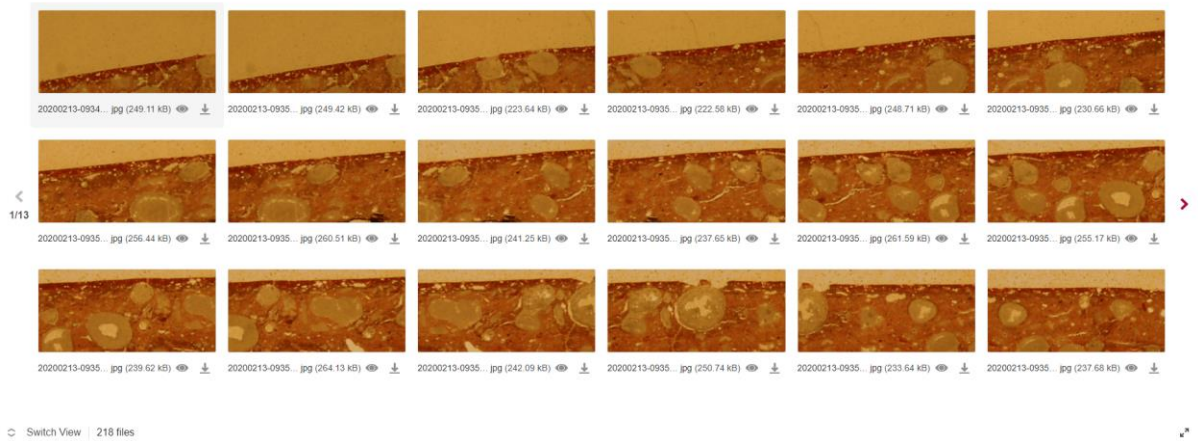 20200213-0934... jpg (249.11 kB) 20200213-0935... jpg (249.42 kB) 20200213-0935... jpg (223.64 kB) 20200213-0935... jpg (222.58 kB) 20200213-0935... jpg (248.71 kB) 20200213-0935... jpg (230.66 kB)
1/13
20200213-0935... jpg (256.44 kB) 20200213-0935... jpg (260.51 kB) 20200213-0935... jpg (241.25 kB) 20200213-0935... jpg (237.65 kB) 20200213-0935... jpg (261.59 kB) 20200213-0935... jpg (255.17 kB)
20200213-0935... jpg (239.62 kB) 20200213-0935... jpg (264.13 kB) 20200213-0935... jpg (242.09 kB) 20200213-0935... jpg (250.74 kB) 20200213-0935... jpg (233.64 kB) 20200213-0935... jpg (237.68 kB)
Switch View 218 files